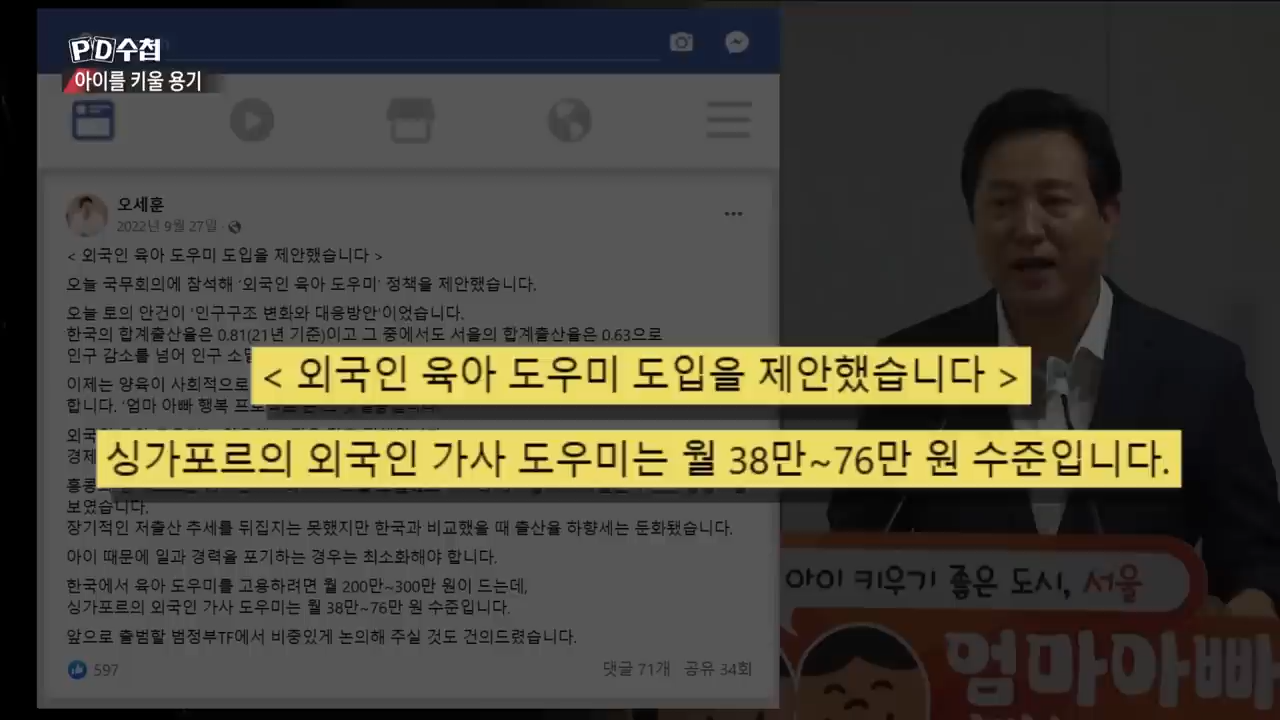 PD수첩
아이를 키울 용기
오세훈
2022년 9월 27일
< 외국인 육아 도우미 도입을 제안했습니다 >
오늘 국무회의에 참석해 '외국인 육아 도우미' 정책을 제안했습니다.
오늘 토의 안건이 '인구구조 변화와 대응방안'이었습니다.
한국의 합계출산율은 0.81(21년 기준)이고 그 중에서도 서울의 합계출산율은 0.63으로
인구 감소를 넘어 인구
< 외국인 육아 도우미 도입을 제안했습니다 >
이제는 양육이 사회적으로
합니다. '엄마 아빠 행복
싱가포르의 외국인 가사 도우미는 월 38만~76만 원 수준입니다.
보였습니다.
장기적인 저출산 추세를 뒤집지는 못했지만 한국과 비교했을 때 출산율 하향세는 둔화됐습니다.
아이 때문에 일과 경력을 포기하는 경우는 최소화해야 합니다.
한국에서 육아 도우미를 고용하려면 월 200만~300만 원이 드는데,
싱가포르의 외국인 가사 도우미는 월 38만~76만 원 수준입니다.
앞으로 출범할 범정부TF에서 비중있게 논의해 주실 것도 건의드렸습니다.
597
댓글 71개 공유 34회
아이 키우기 좋은 도시, 서울
엄마아빠